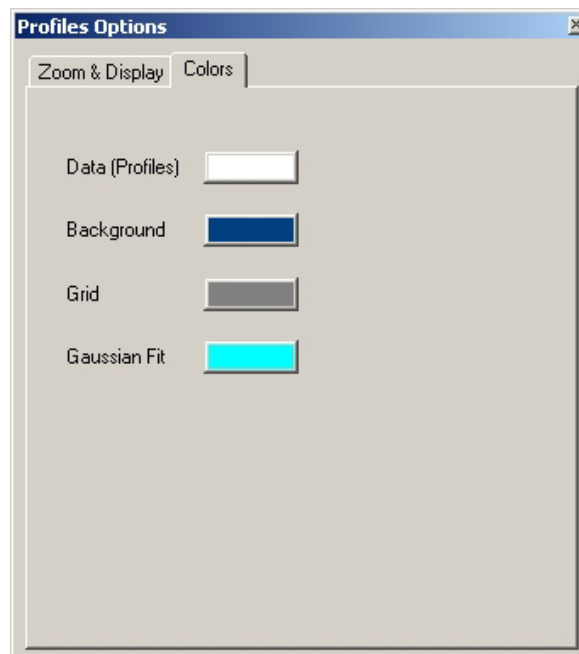 Profiles Options
Zoom & Display
Colors
Data (Profiles)
Background
Grid
Gaussian Fit